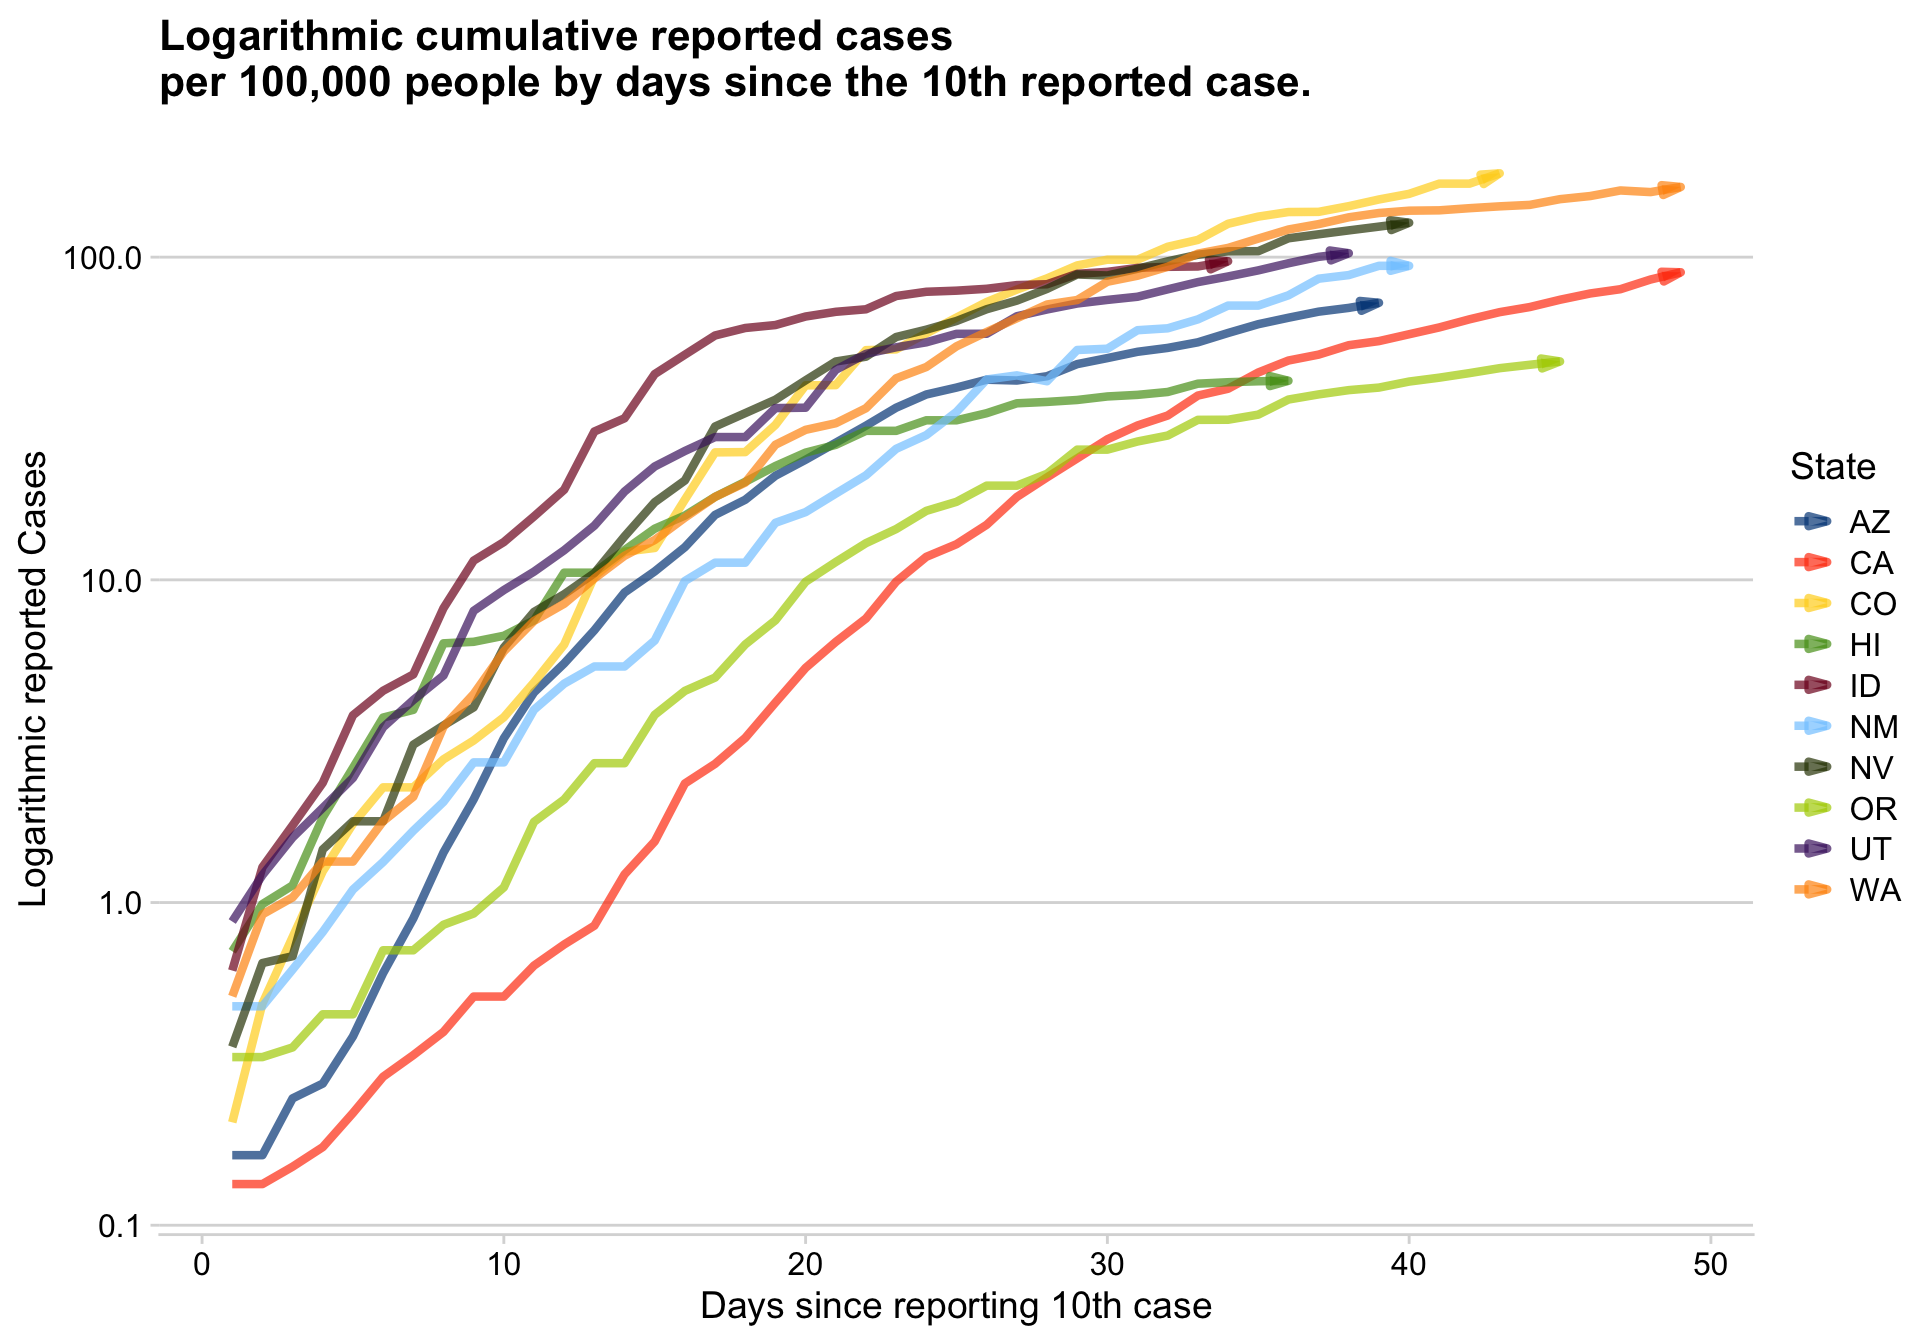 Logarithmic cumulative reported cases
per 100,000 people by days since the 10th reported case.
Logarithmic reported Cases
100.0
10.0
1.0
0.1
0 10 20 30 40 50
Days since reporting 10th case
State
AZ
CA
CO
HI
ID
NM
NV
OR
UT
WA